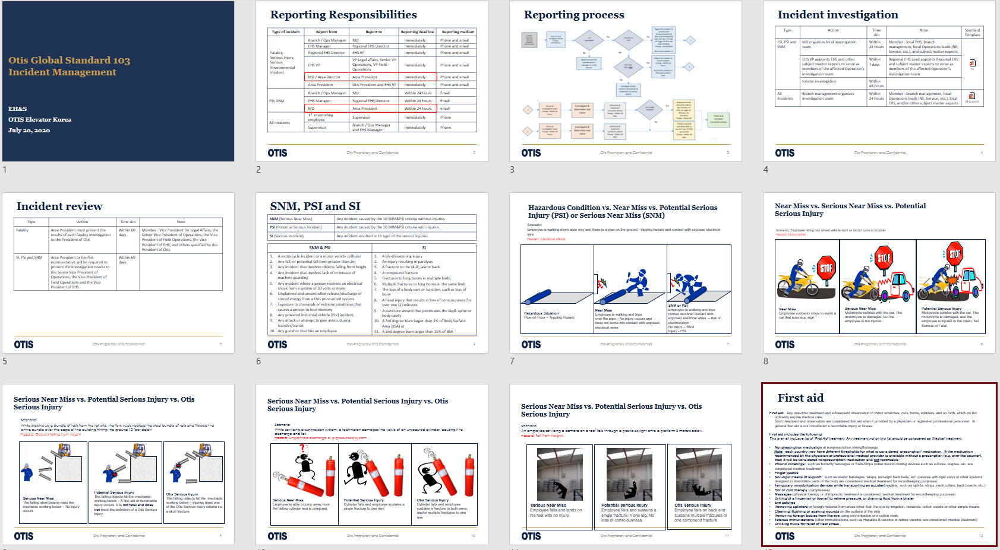 Otis Global Standard 103
Incident Management
EH&S
OTIS Elevator Korea
July 20, 2020
1
Reporting Responsibilities
Type of incident Report from Report to Reporting deadline Reporting medium
Fatality, Serious Injury, Serious Environmental Incident
Branch / Ops Manager MD Immediately Phone and email
EHS Manager Regional EHS Director Immediately Phone and email
Regional EHS Director EHS VP Immediately Phone and email
EHS VP VP Legal affairs, Senior VP Operations, VP Field Operations Immediately Phone and email
MD / Area Director Area President Immediately Phone and email
Area President Otis President and EHS VP Immediately Phone and email
PSI, SNM
Branch / Ops Manager MD Within 24 hours Email
EHS Manager Regional EHS Director Within 24 hours Email
MD Area President Within 24 hours Email
All Incidents
1st responding employee Supervisor Immediately Phone
Supervisor Branch / Ops Manager and EHS Manager Immediately Phone
OTIS Otis Proprietary and Confidential 2
2
Reporting process
OTIS Otis Proprietary and Confidential 3
3
Incident investigation
Type Action Time slot Note Standard Template
FSI, PSI and SNM
MD organizes local investigation team Within 24 hours Member : local EHS, branch management, local Operations leads (NE, Service, etc.), and subject matter experts
EHS VP appoints EHS and other subject matter experts to serve as members of the affected Operation's investigation team Within 7 days Regional EHS Lead appoints Regional EHS and subject matter experts to serve as members of the affected Operation's investigation team
Jobsite investigation Within 48 hours
All Incidents Branch management organizes investigation team Within 24 hours Member : branch management, local Operations leads (NE, Service, etc.), local EHS, and/or other subject matter experts
All incident
OTIS Otis Proprietary and Confidential 4
4
Incident review
Type Action Time slot Note
Fatality Area President must present the results of each fatality investigation to the President of Otis Within 60 days Member : Vice President for Legal Affairs, the Senior Vice President of Operations, the Vice President of Field Operations, the Vice President of EHS, and others specified by the President of Otis
SI, PSI and SNM Area President or her/his representative will be required to present the investigation results to the Senior Vice President of Operations, the Vice President of Field Operations and the Vice President of EHS Within 60 days
OTIS Otis Proprietary and Confidential 5
5
SNM, PSI and SI
SNM (Serious Near Miss) Any incident caused by the 10 SNM&PSI criteria without injuries
PSI (Potential Serious Incident) Any incident caused by the 10 SNM&PSI criteria with injuries
SI (Serious Incident) Any incident resulted in 11 type of the serious injuries
SNM & PSI
1. A motorcycle incident or a motor vehicle collision
2. Any fall, or potential fall from greater than 2m
3. Any incident that involves objects falling from height
4. Any incident that involves lack of or misuse of machine guarding
5. Any incident where a person receives an electrical shock from a system of 50 volts or more
6. Unplanned and uncontrolled release/discharge of stored energy from a Otis pressurized system
7. Exposure to chemicals or extreme conditions that causes a person to lose memory
8. Any powered industrial vehicle (PIV) incident
9. Any attack or attempt to gain assets during transfer/transit
10. Any gunshot that hits an employee
SI
1. A life-threatening injury
2. An injury resulting in paralysis
3. A fracture to the skull, jaw or back
4. A compound fracture
5. Fractures to long bones in multiple limbs
6. Multiple fractures to long bones in the same limb
7. The loss of a body part or function, such as loss of bone
8. A head injury that results in loss of consciousness for over two (2) minutes
9. A puncture wound that penetrates the skull, spine or body cavity
10. A 3rd degree burn larger than 2% of Body Surface Area (BSA) or
11. A 2nd degree burn larger than 15% of BSA
OTIS Otis Proprietary and Confidential 6
6
Hazardous Condition vs. Near Miss vs. Potential Serious
Injury (PSI) or Serious Near Miss (SNM)
Scenario:
Employee is walking down aisle way and there is a pipe on the ground - tripping hazard and contact with exposed electrical
wire
Hazard: Electrical shock
Hazardous Situation
Pipe on Floor – Tripping Hazard
Near Miss
Employee is walking and trips
over the pipe – No injury occurs and
does not come into contact with exposed
electrical wires
SNM or PSI
Employee is walking and trips
comes into brief contact with
exposed electrical wires. – risk of
electrocution
No injury – SNM
Injury - PSI
OTIS Otis Proprietary and Confidential 7
7
Near Miss vs. Serious Near Miss vs. Potential
Serious Injury
Scenario: Employee riding two wheel vehicle such as motor cycle or scooter
Hazard: Motorcycles
STOP
STOP
STOP
Near Miss
Employee suddenly stops to avoid a
car that runs stop sign
Serious Near Miss
Motorcycle collides with the car. The
motorcycle is damaged, but the
employee is not injured.
Potential Serious Injury
Motorcycle collides with the car. The
motorcycle is damaged, and the
employee is injured in the crash. Not
Serious or Fatal.
OTIS Otis Proprietary and Confidential 8
8
Serious Near Miss vs. Potential Serious Injury vs. Otis
Serious Injury
Scenario:
While picking up a bundle of rails from the rail pile, the fork truck hooked the steel bundle of rails and flipped the
entire bundle over the edge of the building hitting the ground 12 feet below
Hazard: Objects falling from height
Serious Near Miss
The falling steel beams miss the
mechanic working below – No injury
occurs
Potential Serious Injury
The falling objects hit the mechanic
working below – A first aid or recordable
injury occurs. It is not fatal and does
not meet the definition of a Otis Serious
Injury
Otis Serious Injury
The falling objects hit the mechanic
working below – injuries meet one
of the Otis Serious Injury criteria i.e.
a skull fracture
OTIS Otis Proprietary and Confidential 9
Serious Near Miss vs. Potential Serious Injury vs. Otis
Serious Injury
Scenario:
While servicing a suppression system, a technician damages the valve of an unsecured cylinder, causing it to
discharge and fall.
Hazard: Unplanned discharge of a pressurized system
Serious Near Miss
Employee is able to jump away from
the falling cylinder and is uninjured.
Potential Serious Injury
Cylinder falls and employee sustains a
single fracture to one arm
Otis Serious Injury
Cylinder falls and employee
sustains a fracture to both arms,
and/or multiple fractures to one
arm
OTIS Otis Proprietary and Confidential 10
Serious Near Miss vs. Potential Serious Injury vs. Otis
Serious Injury
Scenario:
An employee servicing a camera on a roof falls through a plastic skylight onto a platform 3 meters below.
Hazard: Fall from heights
Serious Near Miss
Employee falls and lands on
his feet with no injury.
Potential Serious Injury
Employee falls and sustains a
single fracture in one leg. No
loss of consciousness.
Otis Serious Injury
Employee falls on back and
sustains multiple fractures or
one compound fracture
OTIS Otis Proprietary and Confidential 11
First aid
First aid: Any one-time treatment and subsequent observation of minor scratches, cuts, burns, splinters, and so forth, which do not
ordinarily require medical care.
Such treatment and observation are considered first aid even if provided by a physician or registered professional personnel. In
general first aid is not considered a recordable injury or illness.
First aid includes the following:
This is an all inclusive list of 'First Aid' treatment. Any treatment not on this list should be considered as 'Medical' treatment.
• Nonprescription medication at nonprescription strength/dosage
Note: each country may have different thresholds for what is considered 'prescription' medication. If the medication
recommended by the physician or professional medical provider is available without a prescription (e.g. over the counter),
then it will be considered nonprescription medication and not recordable
• Wound coverings: such as butterfly bandages or Steri-Strips (other wound closing devices such as sutures, staples, etc. are
considered medical treatment)
• Finger guards
• Non-rigid means of support: such as elastic bandages, wraps, non-rigid back belts, etc. (devices with rigid stays or other systems
designed to immobilize parts of the body are considered medical treatment for recordkeeping purposes)
• Temporary immobilization devices while transporting an accident victim: such as splints, slings, neck collars, back boards, etc.)
• Hot or cold therapy (compresses)
• Massages (physical therapy or chiropractic treatment is considered medical treatment for recordkeeping purposes)
• Drilling of a fingernail or toenail to relieve pressure, or draining fluid from a blister
• Eye patches
• Removing splinters or foreign material from areas other than the eye by irrigation, tweezers, cotton swabs or other simple means
• Cleaning, flushing or soaking wounds on the surface of the skin
• Removing foreign bodies from the eye using only irrigation or a cotton swab
• Tetanus immunizations (other immunizations, such as Hepatitis B vaccine or rabies vaccine, are considered medical treatment)
• Drinking fluids for relief of heat stress
OTIS Otis Proprietary and Confidential 12